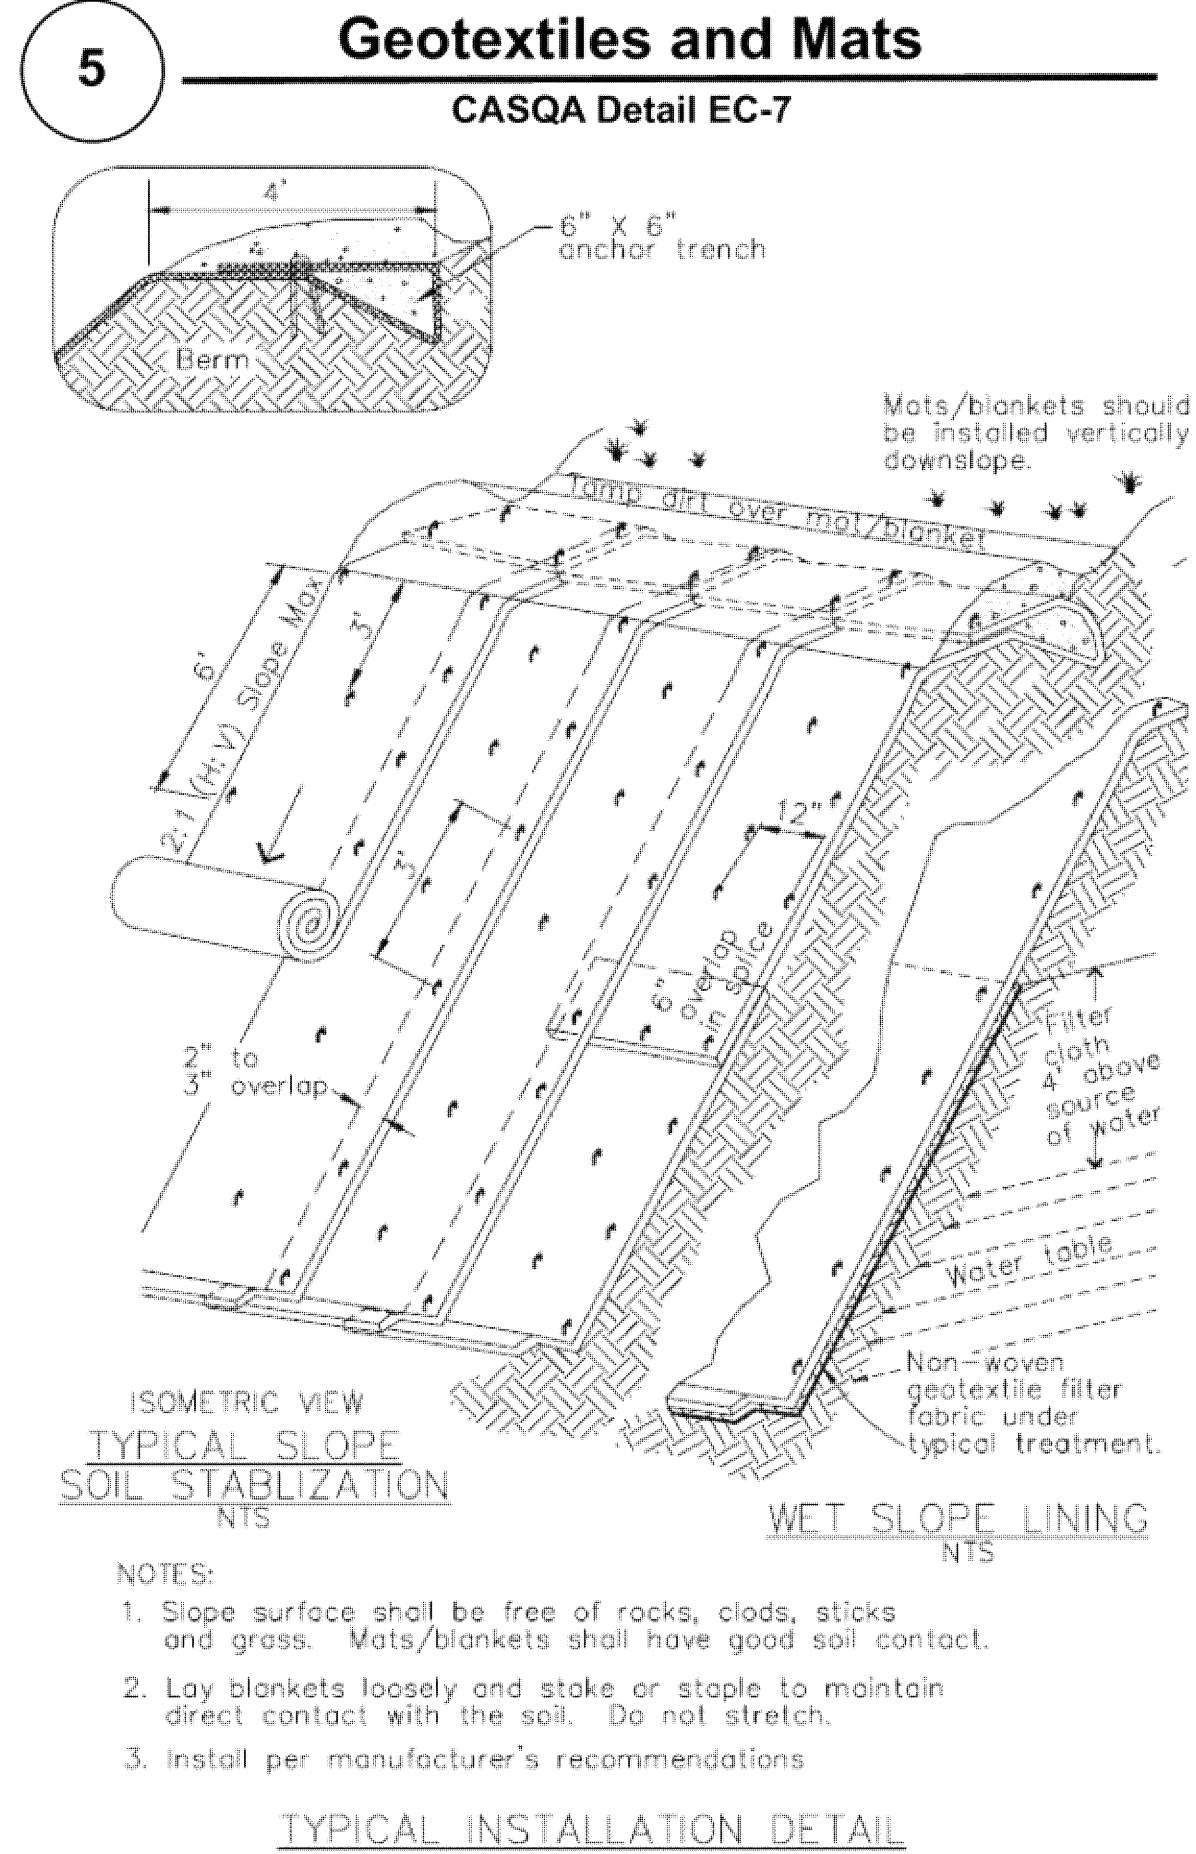 5
Geotextiles and Mats
CASQA Detail EC-7
4'
6" X 6"
anchor trench
Berm
Mats/blankets should
be installed vertically
downslope.
Tamp dirt over mat/blanket
6'
2:1 (H:V) Slope Max
3'
3'
12"
6"
overlap
in splice
2" to
3" overlap
Filter
cloth
4' above
source
of water
Water table
Non-woven
geotextile filter
fabric under
typical treatment.
ISOMETRIC VIEW
TYPICAL SLOPE
SOIL STABLIZATION
NTS
WET SLOPE LINING
NTS
NOTES:
1. Slope surface shall be free of rocks, clods, sticks
and grass. Mats/blankets shall have good soil contact.
2. Lay blankets loosely and stake or staple to maintain
direct contact with the soil. Do not stretch.
3. Install per manufacturer's recommendations
TYPICAL INSTALLATION DETAIL